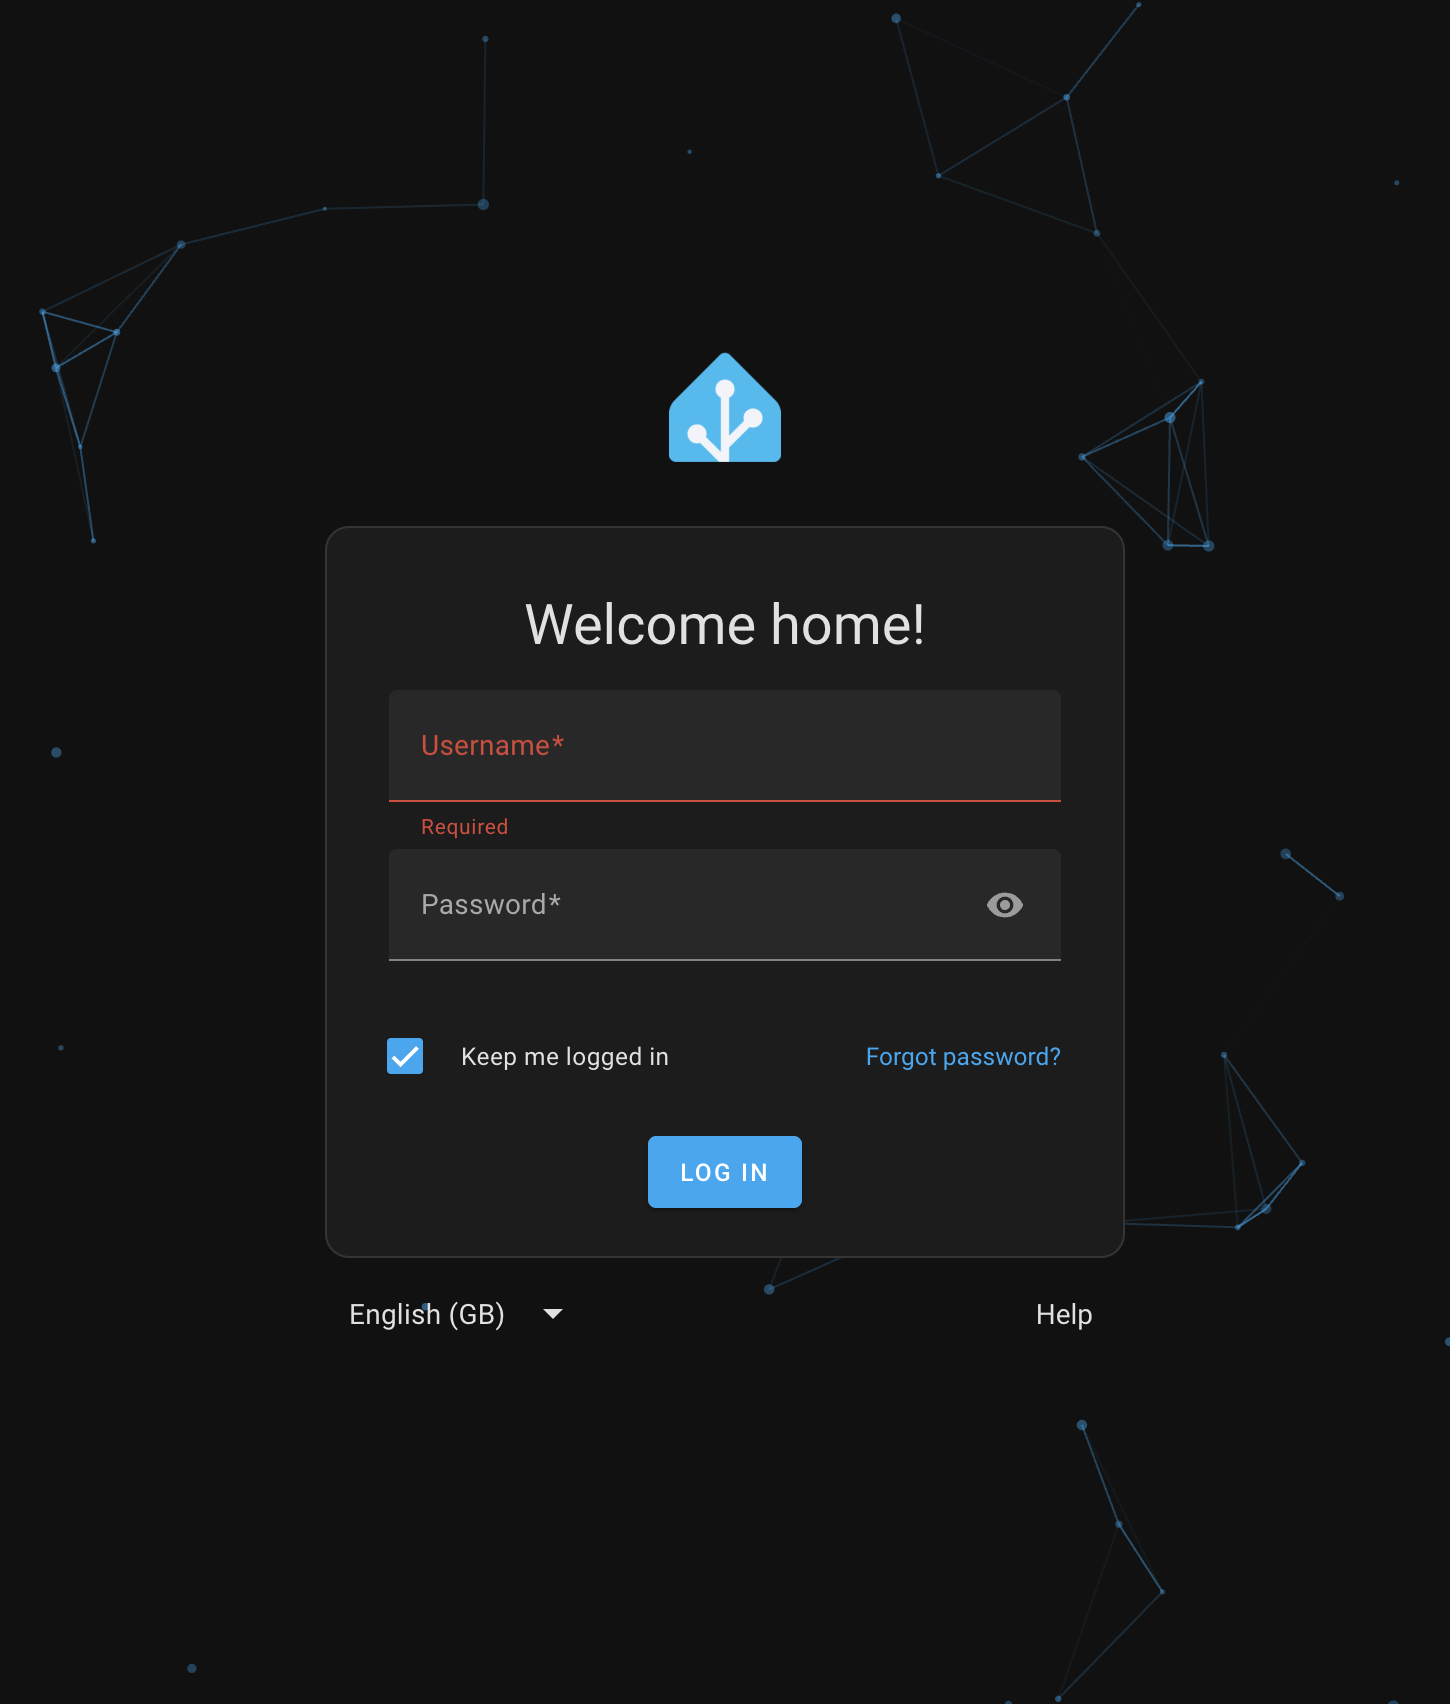 Welcome home!
Username*
Required
Password*
Keep me logged in
Forgot password?
LOG IN
English (GB)
Help